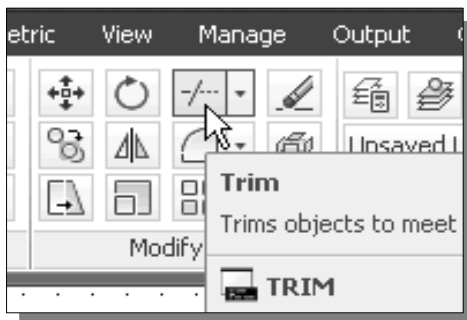 etric View Manage Output
Unsaved L
Trim
Trims objects to meet
Modify
TRIM